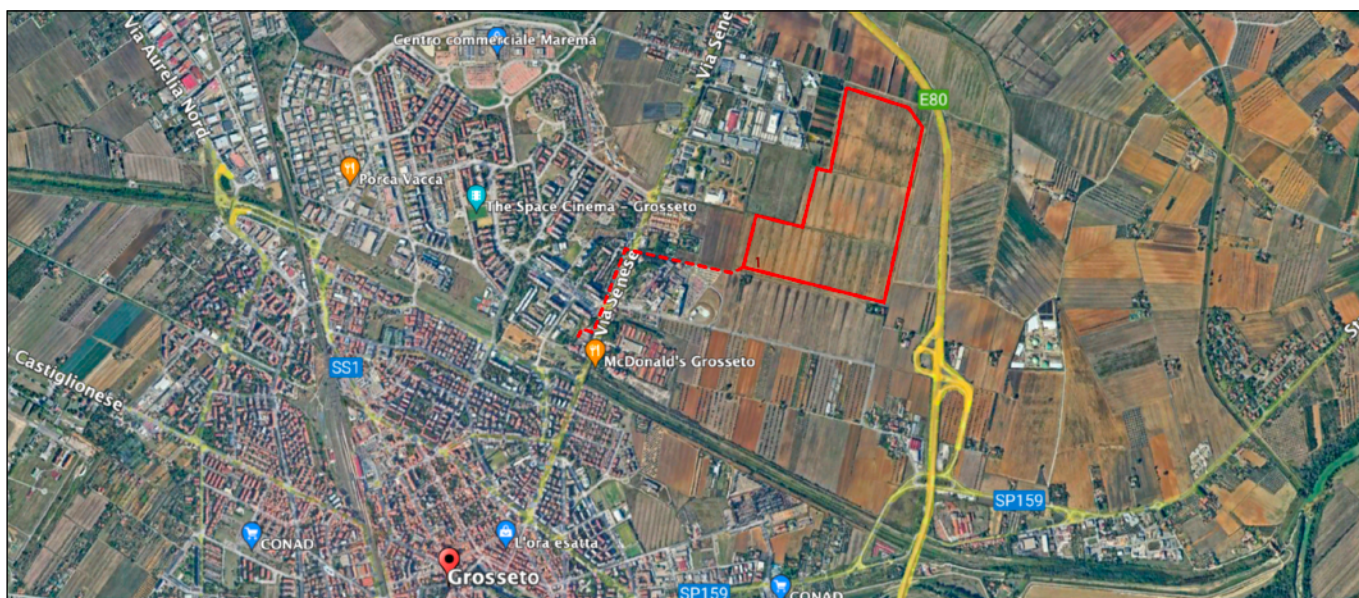 Via Aurelia Nord
Centro commerciale Maremà
Via Sene
E80
Porca Vacca
The Space Cinema - Grosseto
Via Senese
1
McDonald's Grosseto
SS1
Castiglionese
SP159
CONAD
L'ora esatta
Grosseto
SP159
CONAD